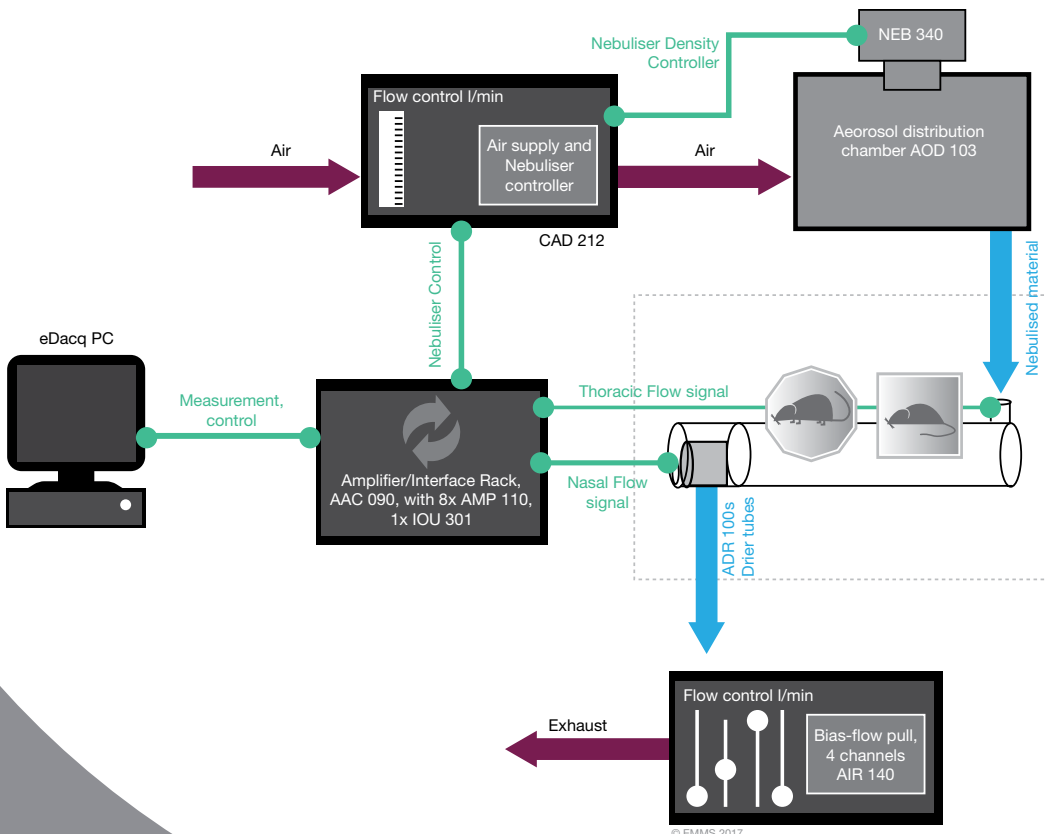 Nebuliser Density
Controller
NEB 340
Flow control l/min
Air supply and
Nebuliser
controller
Air
Air
Aeorosol distribution
chamber AOD 103
CAD 212
Nebuliser Control
Nebulised material
eDacq PC
Measurement,
control
Thoracic Flow signal
Amplifier/Interface Rack,
AAC 090, with 8x AMP 110,
1x IOU 301
Nasal Flow
signal
ADR 100s
Drier tubes
Flow control l/min
Exhaust
Bias-flow pull,
4 channels
AIR 140
© EMMS 2017